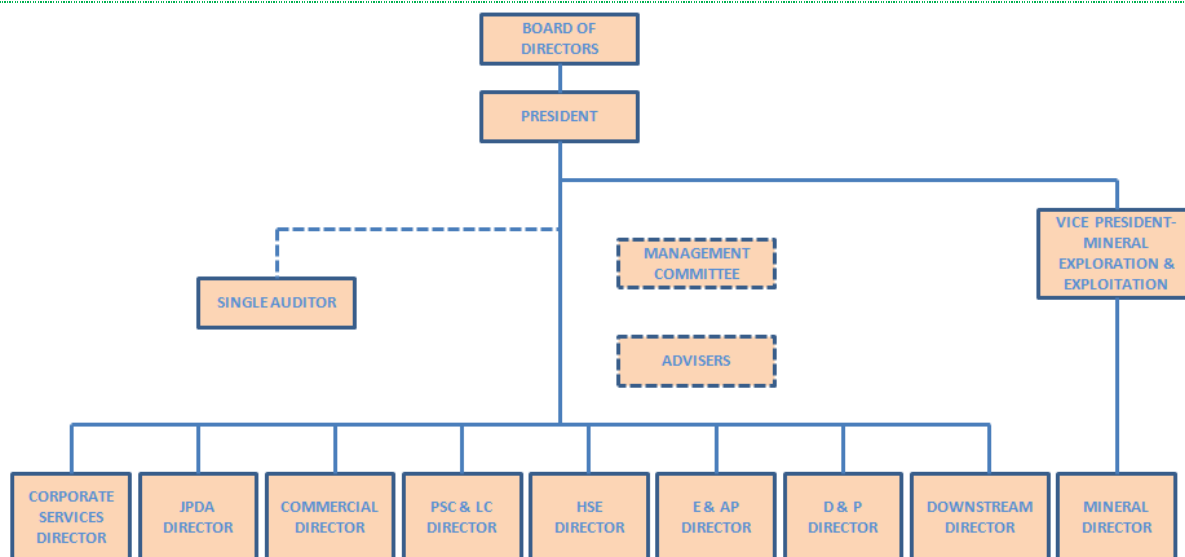 BOARD OF
DIRECTORS
PRESIDENT
VICE PRESIDENT-
MINERAL
EXPLORATION &
EXPLOITATION
MANAGEMENT
COMMITTEE
SINGLE AUDITOR
ADVISERS
CORPORATE
SERVICES
DIRECTOR
JPDA
DIRECTOR
COMMERCIAL
DIRECTOR
PSC & LC
DIRECTOR
HSE
DIRECTOR
E & AP
DIRECTOR
D & P
DIRECTOR
DOWNSTREAM
DIRECTOR
MINERAL
DIRECTOR